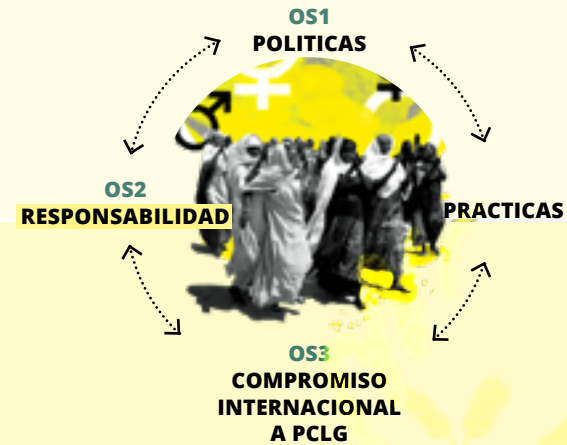 OS1
POLITICAS
OS2
RESPONSABILIDAD
PRACTICAS
OS3
COMPROMISO
INTERNACIONAL
A PCLG